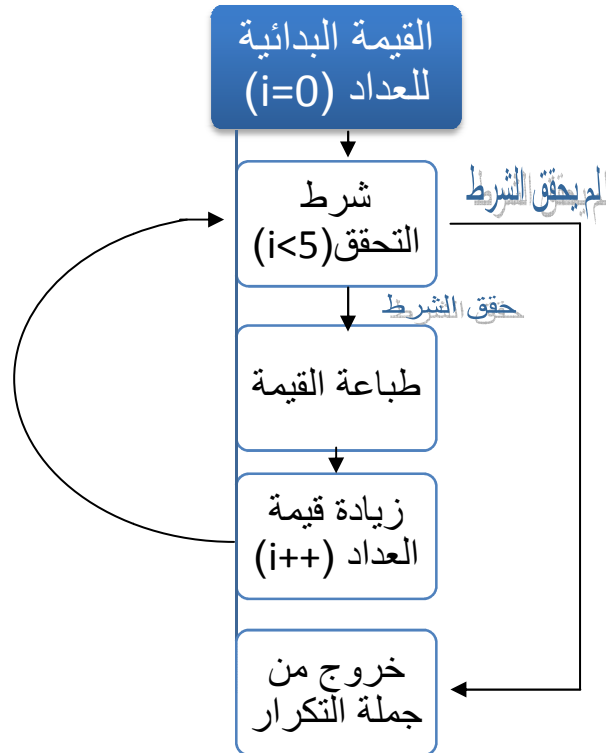 القيمة البدائية
للعداد (i=0)
شرط
التحقق(i<5)
لم يحقق الشرط
حقق الشرط
طباعة القيمة
زيادة قيمة
العداد (i++)
خروج من
جملة التكرار